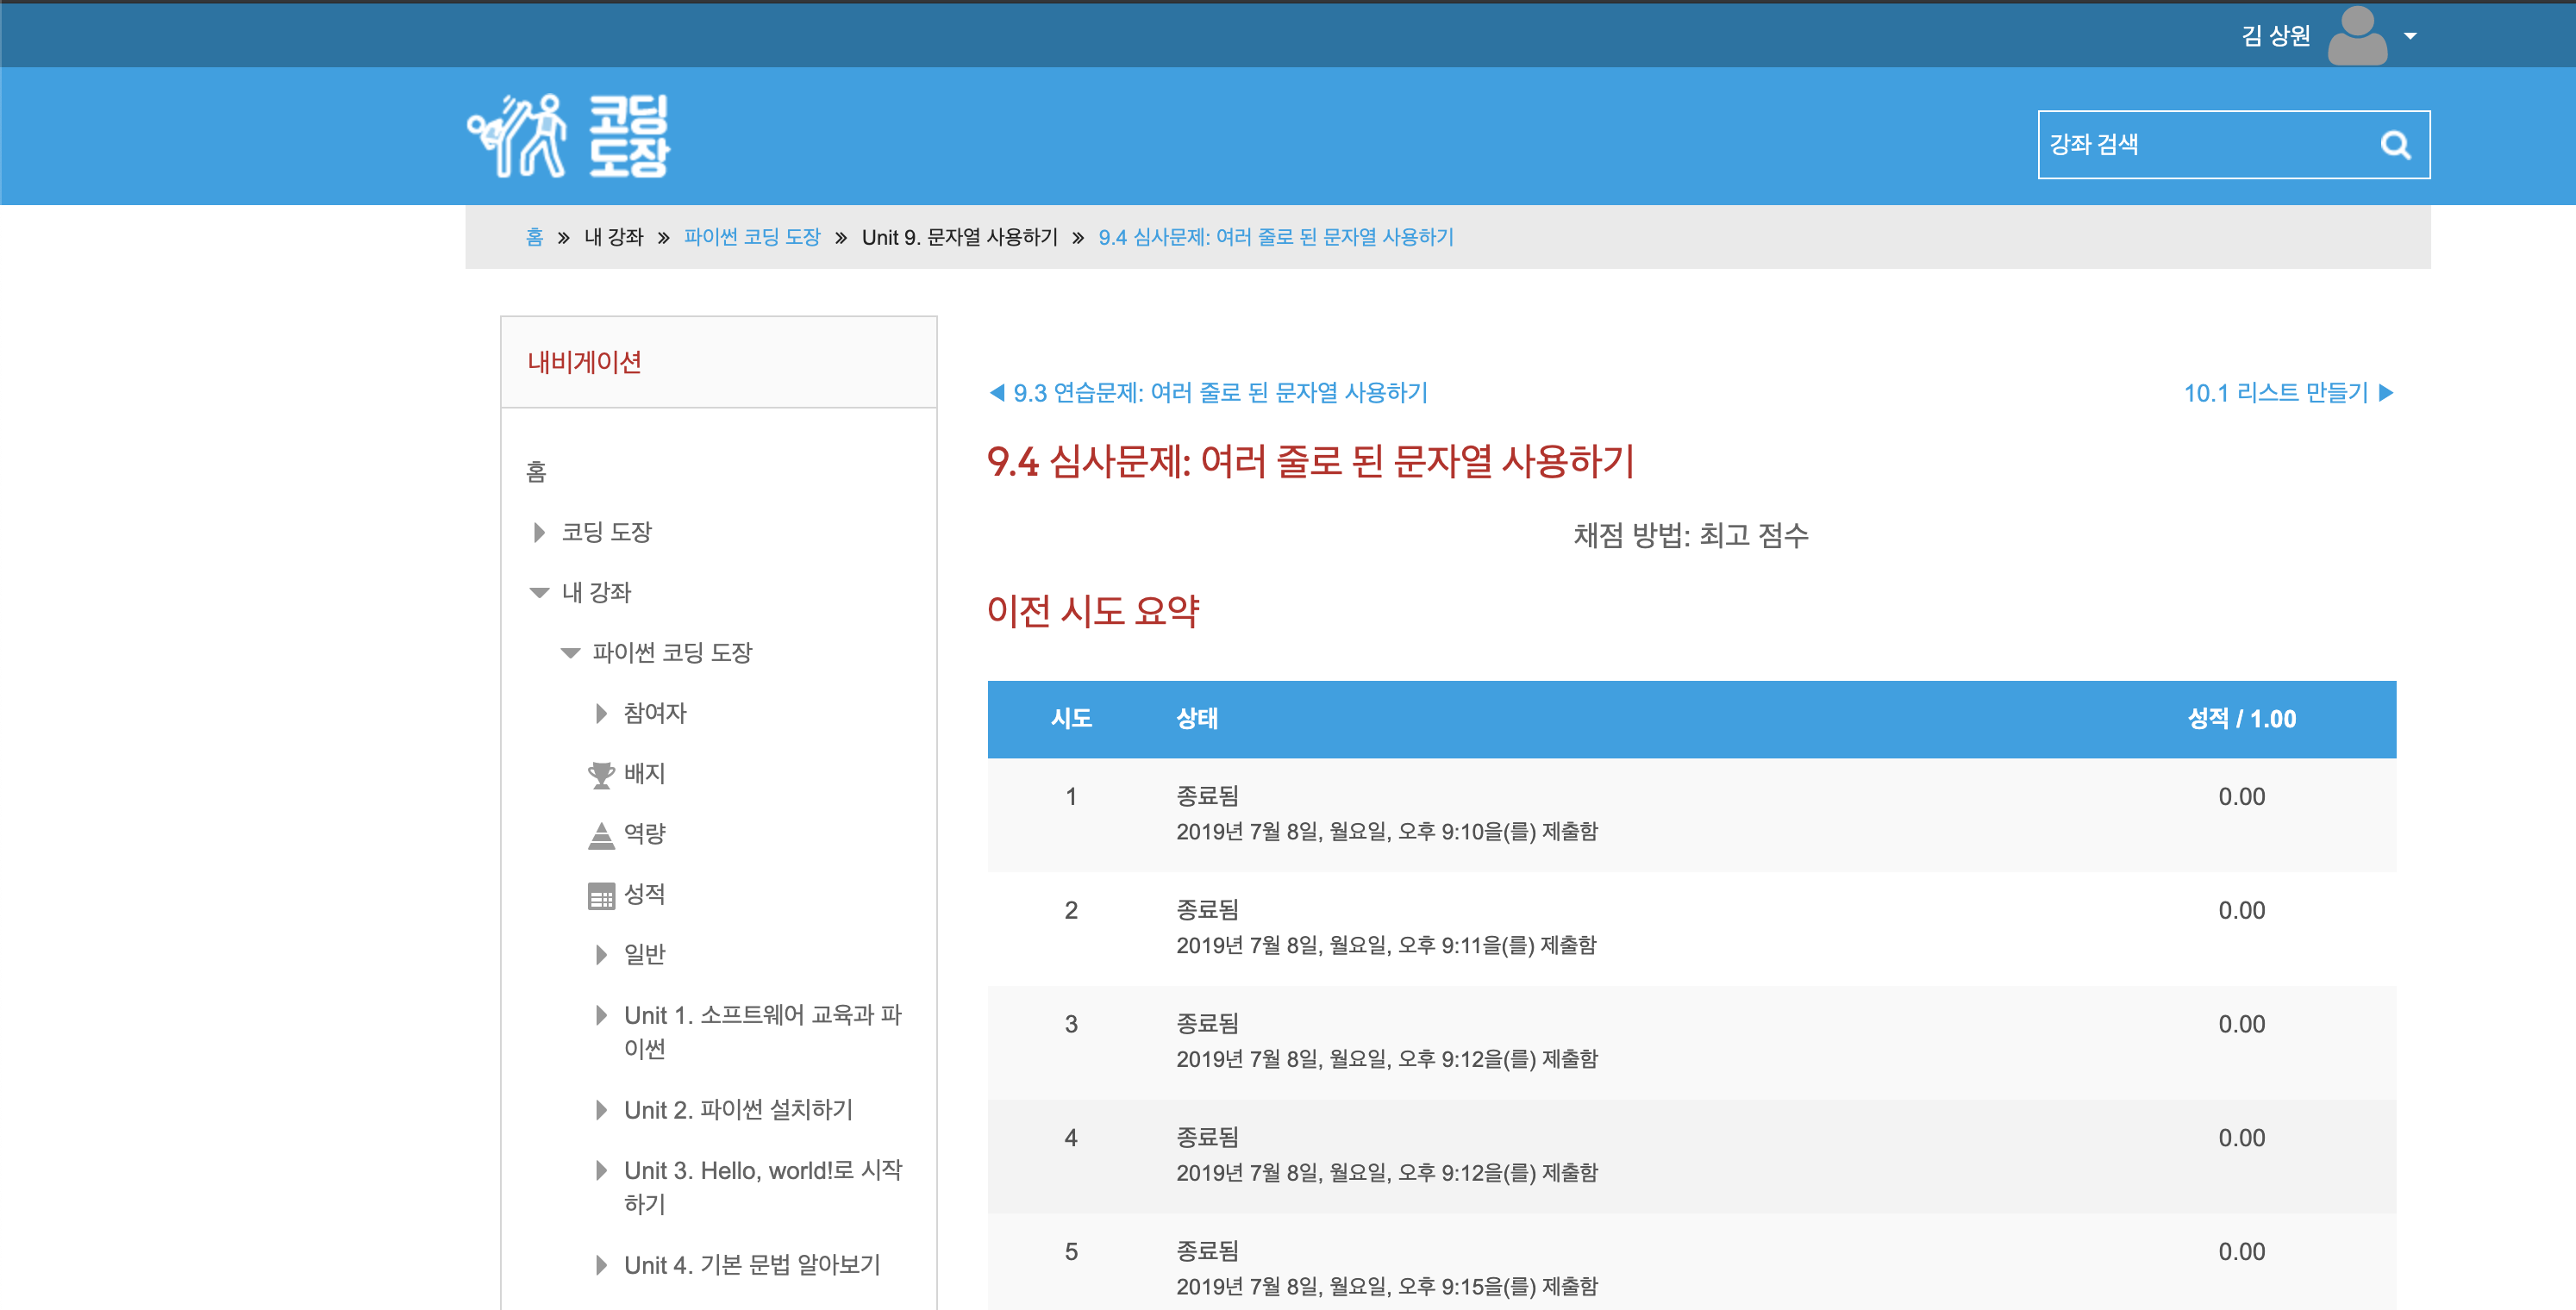 김 상원
코딩
도장
강좌 검색
홈 » 내 강좌 » 파이썬 코딩 도장 » Unit 9. 문자열 사용하기 » 9.4 심사문제: 여러 줄로 된 문자열 사용하기
내비게이션
홈
코딩 도장
내 강좌
파이썬 코딩 도장
참여자
배지
역량
성적
일반
Unit 1. 소프트웨어 교육과 파
이썬
Unit 2. 파이썬 설치하기
Unit 3. Hello, world!로 시작
하기
Unit 4. 기본 문법 알아보기
◀ 9.3 연습문제: 여러 줄로 된 문자열 사용하기
10.1 리스트 만들기 ▶
9.4 심사문제: 여러 줄로 된 문자열 사용하기
채점 방법: 최고 점수
이전 시도 요약
시도 상태 성적 / 1.00
1 종료됨 0.00
2019년 7월 8일, 월요일, 오후 9:10을(를) 제출함
2 종료됨 0.00
2019년 7월 8일, 월요일, 오후 9:11을(를) 제출함
3 종료됨 0.00
2019년 7월 8일, 월요일, 오후 9:12을(를) 제출함
4 종료됨 0.00
2019년 7월 8일, 월요일, 오후 9:12을(를) 제출함
5 종료됨 0.00
2019년 7월 8일, 월요일, 오후 9:15을(를) 제출함